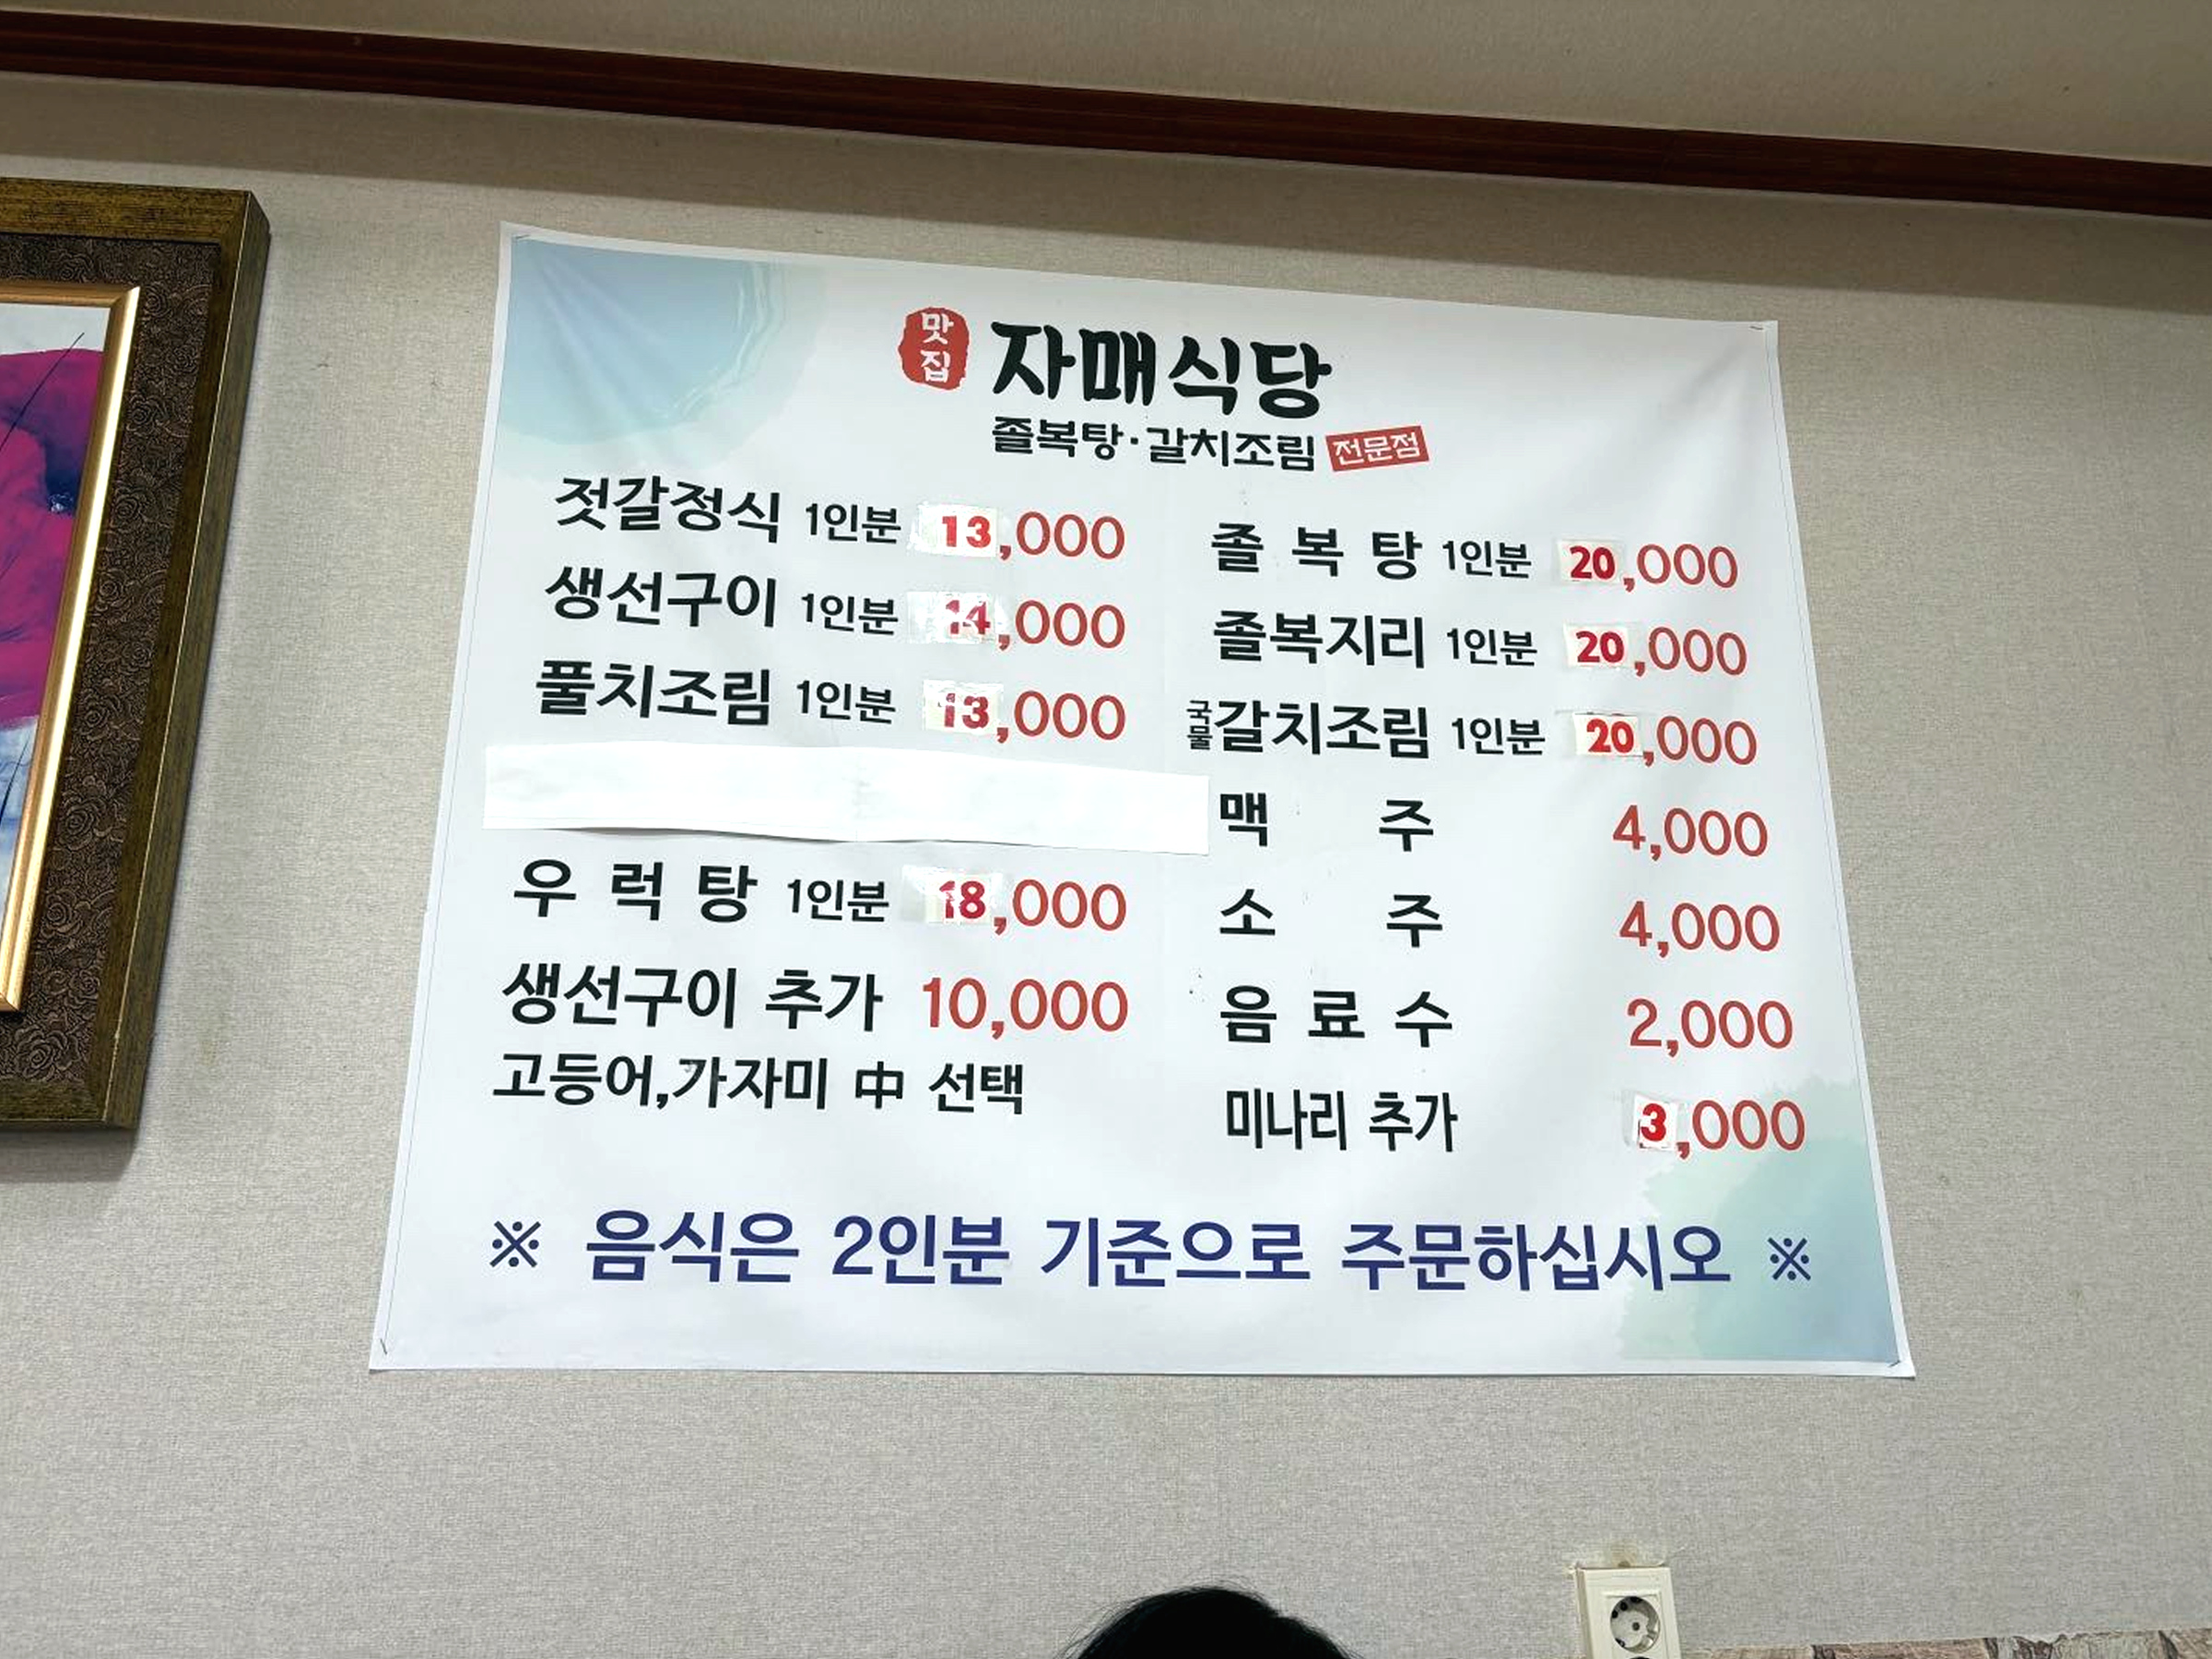 맛집 자매식당
졸복탕·갈치조림 전문점
젓갈정식 1인분 13,000
생선구이 1인분 14,000
풀치조림 1인분 13,000
우럭탕 1인분 18,000
생선구이 추가 10,000
고등어,가자미 中 선택
졸복탕 1인분 20,000
졸복지리 1인분 20,000
국물갈치조림 1인분 20,000
맥주 4,000
소주 4,000
음료수 2,000
미나리 추가 3,000
※ 음식은 2인분 기준으로 주문하십시오 ※